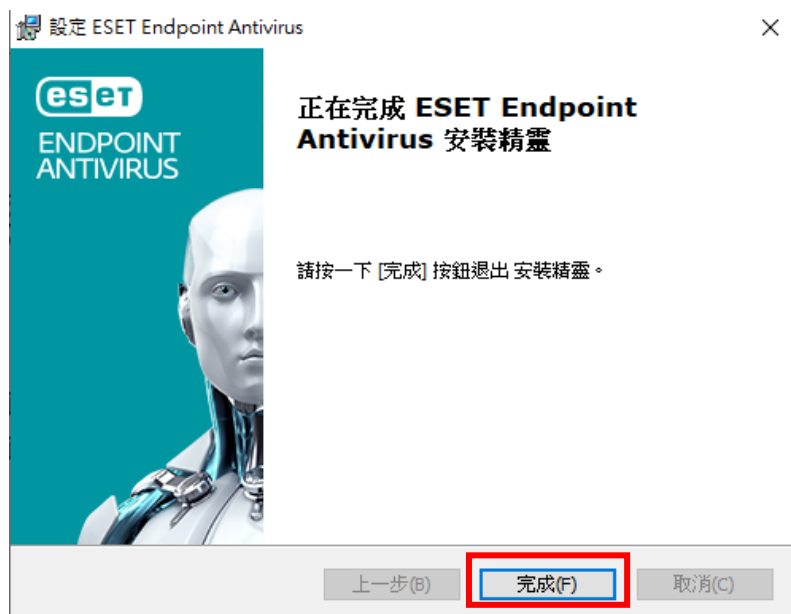 設定 ESET Endpoint Antivirus
eseT
ENDPOINT
ANTIVIRUS
正在完成 ESET Endpoint
Antivirus 安裝精靈
請按一下 [完成] 按鈕退出 安裝精靈。
上一步(B)
完成(F)
取消(C)